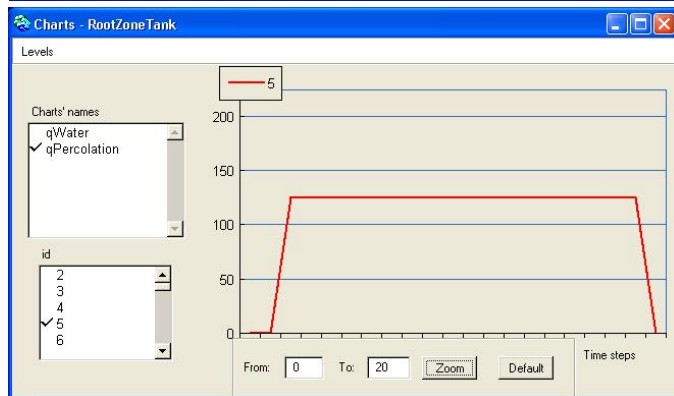 Charts - RootZoneTank
Levels
5
Charts' names
qWater
qPercolation
id
2
3
4
5
6
200
150
100
50
0
Time steps
From: 0 To: 20 Zoom Default